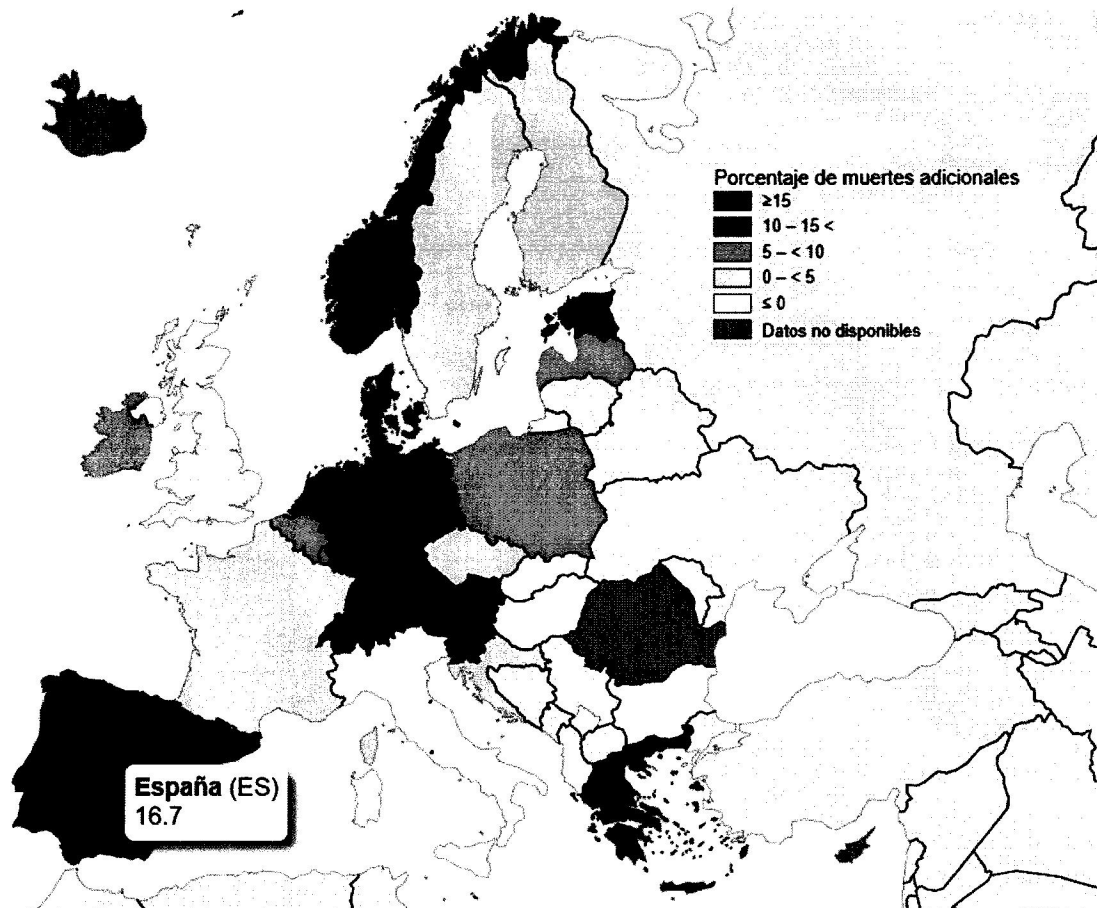 Porcentaje de muertes adicionales
≥15
10 – 15 <
5 – < 10
0 – < 5
≤ 0
Datos no disponibles
España (ES)
16.7